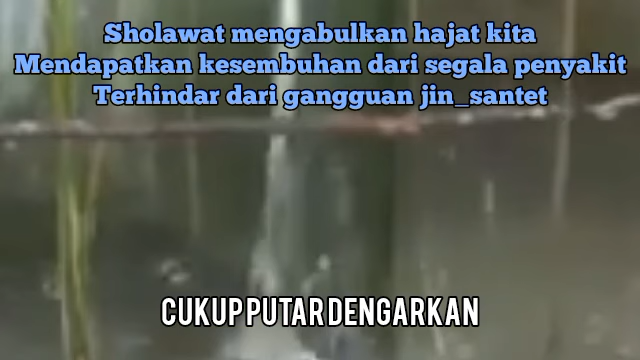 Sholawat mengabulkan hajat kita
Mendapatkan kesembuhan dari segala penyakit
Terhindar dari gangguan jin_santet
CUKUP PUTAR DENGARKAN